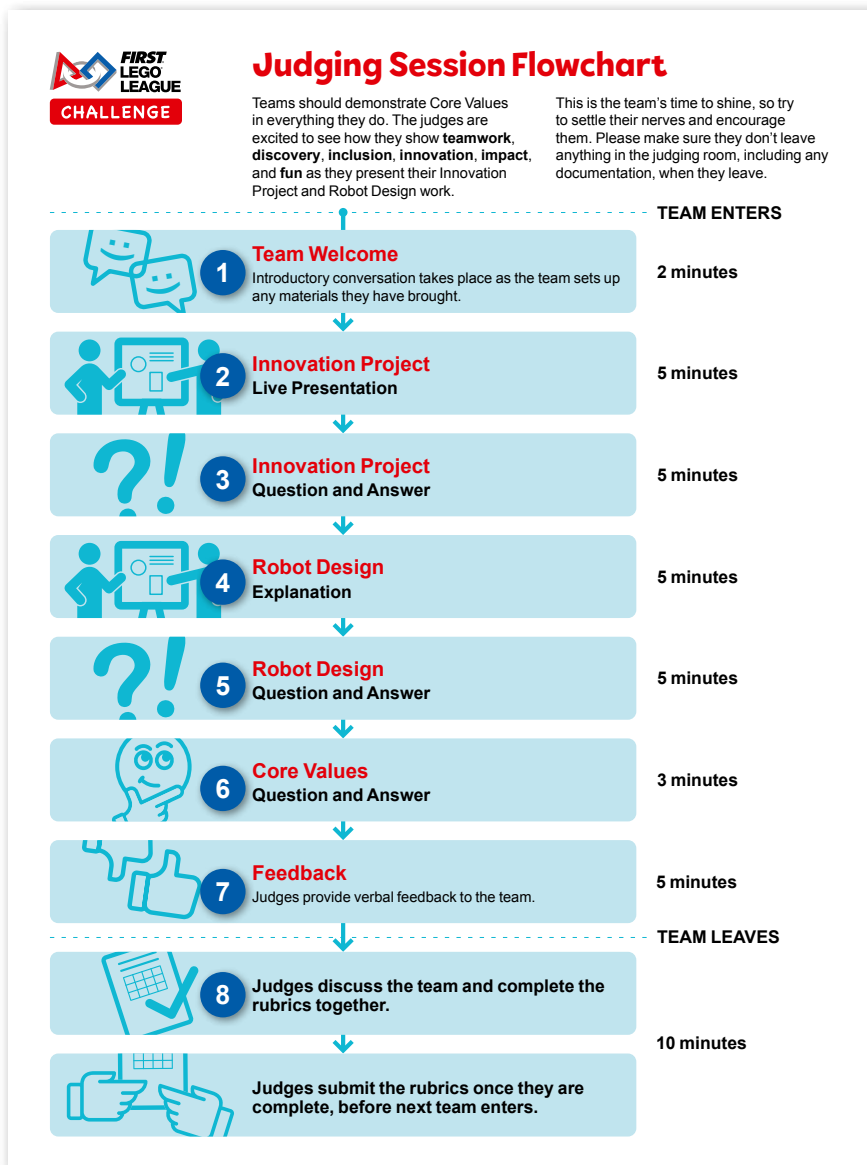 FIRST
LEGO
LEAGUE
CHALLENGE
Judging Session Flowchart
Teams should demonstrate Core Values
in everything they do. The judges are
excited to see how they show teamwork,
discovery, inclusion, innovation, impact,
and fun as they present their Innovation
Project and Robot Design work.
This is the team's time to shine, so try
to settle their nerves and encourage
them. Please make sure they don't leave
anything in the judging room, including any
documentation, when they leave.
TEAM ENTERS
1
Team Welcome
Introductory conversation takes place as the team sets up
any materials they have brought.
2 minutes
2
Innovation Project
Live Presentation
5 minutes
3
Innovation Project
Question and Answer
5 minutes
4
Robot Design
Explanation
5 minutes
5
Robot Design
Question and Answer
5 minutes
6
Core Values
Question and Answer
3 minutes
7
Feedback
Judges provide verbal feedback to the team.
5 minutes
TEAM LEAVES
8
Judges discuss the team and complete the
rubrics together.
10 minutes
Judges submit the rubrics once they are
complete, before next team enters.